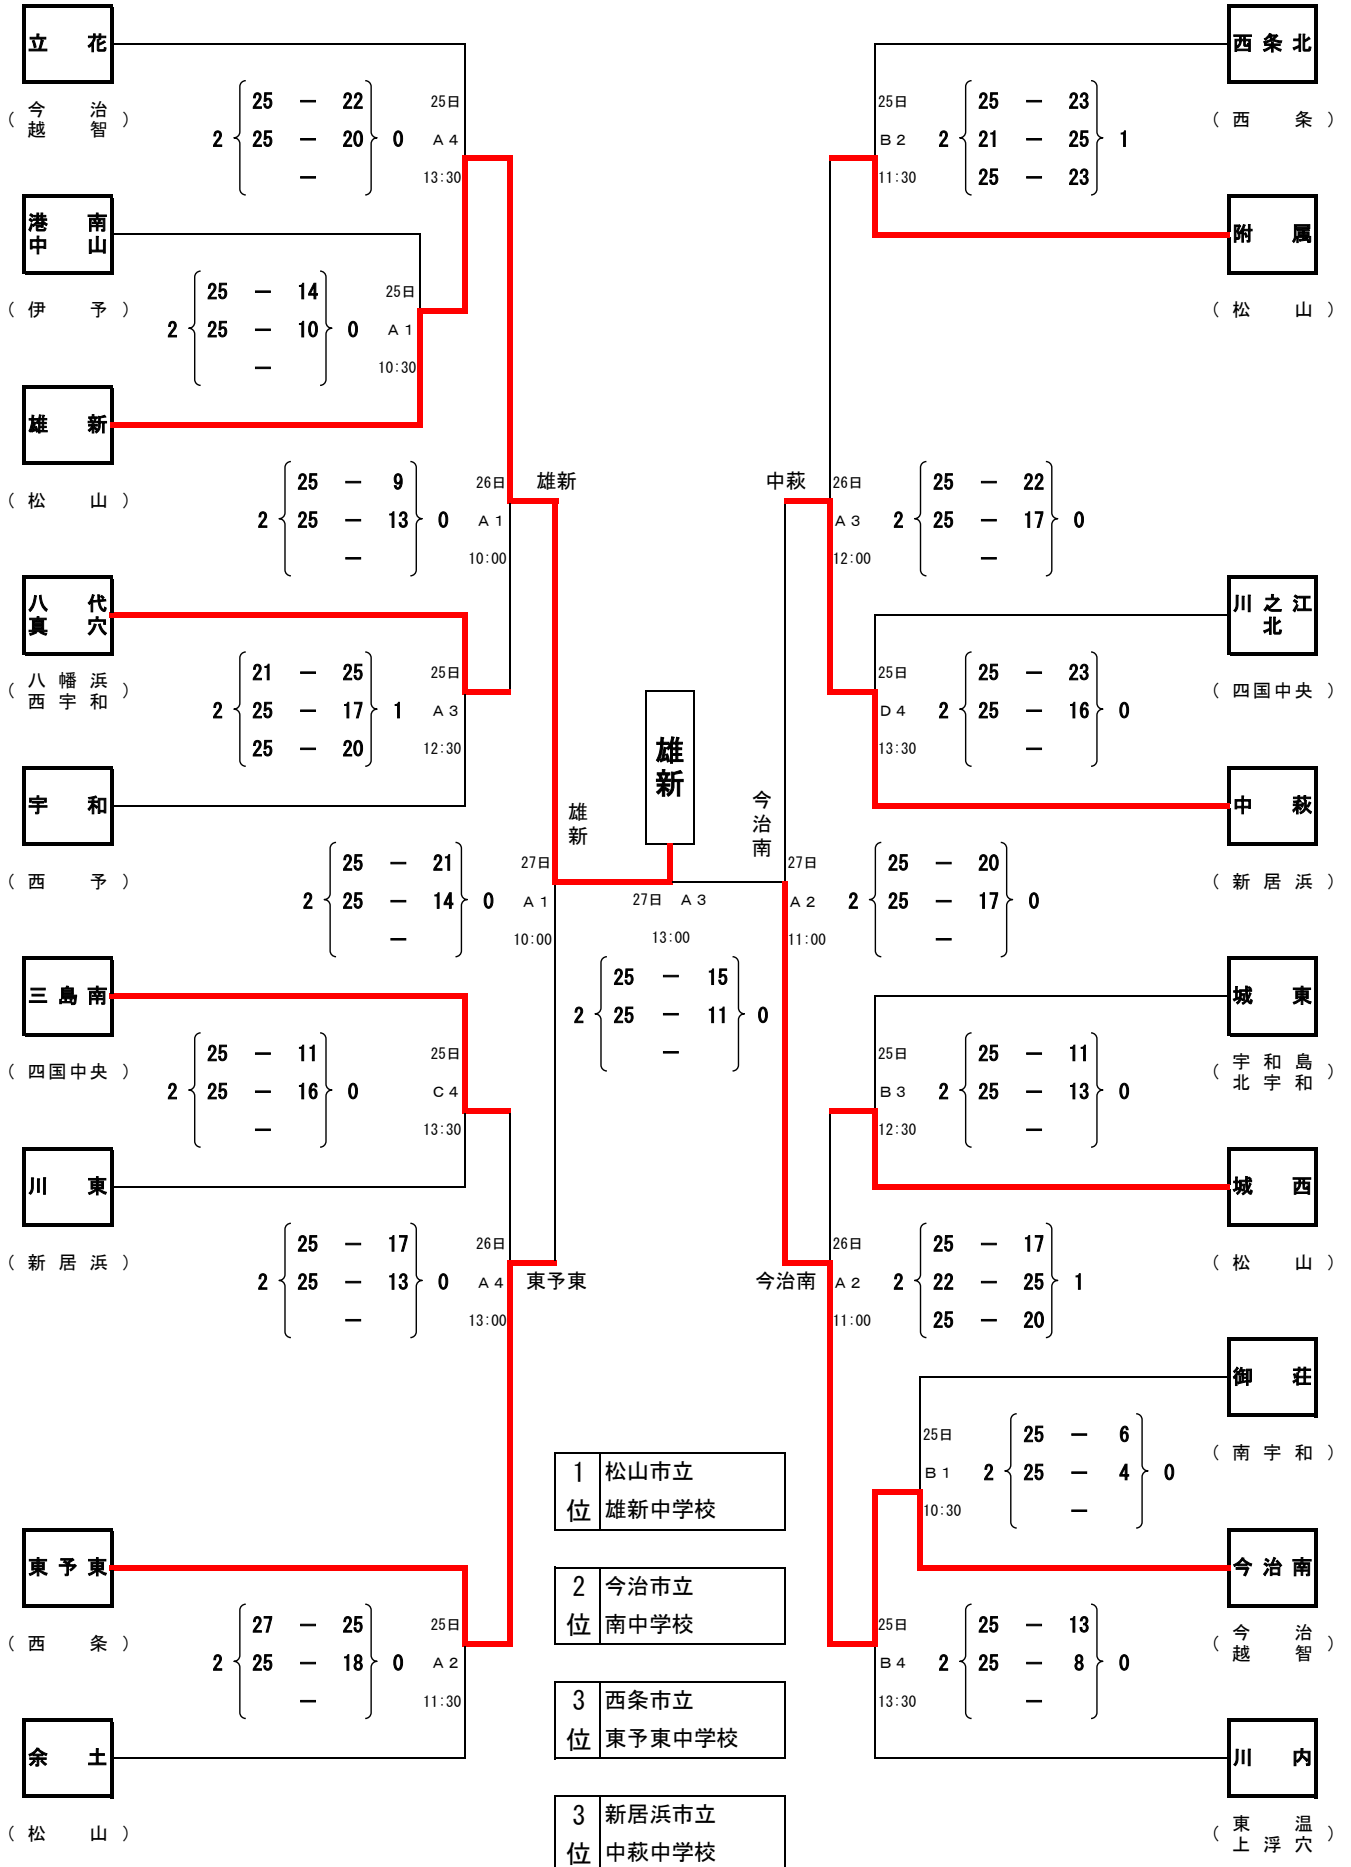 立花
(今治越智)
25 － 22
2 25 － 20 0
－
25日
A4
13:30
港南中山
(伊予)
25 － 14
2 25 － 10 0
－
25日
A1
10:30
雄新
(松山)
25 － 9
2 25 － 13 0
－
26日
A1
10:00
雄新
八代真穴
(八幡浜西宇和)
21 － 25
2 25 － 17 1
25 － 20
25日
A3
12:30
宇和
(西予)
雄新
25 － 21
2 25 － 14 0
－
27日
A1
10:00
三島南
(四国中央)
25 － 11
2 25 － 16 0
－
25日
C4
13:30
川東
(新居浜)
25 － 17
2 25 － 13 0
－
26日
A4
13:00
東予東
東予東
(西条)
27 － 25
2 25 － 18 0
－
25日
A2
11:30
余土
(松山)
雄新
27日 A3
13:00
25 － 15
2 25 － 11 0
－
西条北
(西条)
25日
B2
11:30
25 － 23
2 21 － 25 1
25 － 23
附属
(松山)
中萩
26日
A3
12:00
25 － 22
2 25 － 17 0
－
川之江北
(四国中央)
25日
D4
13:30
25 － 23
2 25 － 16 0
－
中萩
(新居浜)
今治南
27日
A2
11:00
25 － 20
2 25 － 17 0
－
城東
(宇和島北宇和)
25日
B3
12:30
25 － 11
2 25 － 13 0
－
城西
(松山)
今治南
26日
A2
11:00
25 － 17
2 22 － 25 1
25 － 20
御荘
(南宇和)
25日
B1
10:30
25 － 6
2 25 － 4 0
－
今治南
(今治越智)
25日
B4
13:30
25 － 13
2 25 － 8 0
－
川内
(東温上浮穴)
1位 松山市立
雄新中学校
2位 今治市立
南中学校
3位 西条市立
東予東中学校
3位 新居浜市立
中萩中学校